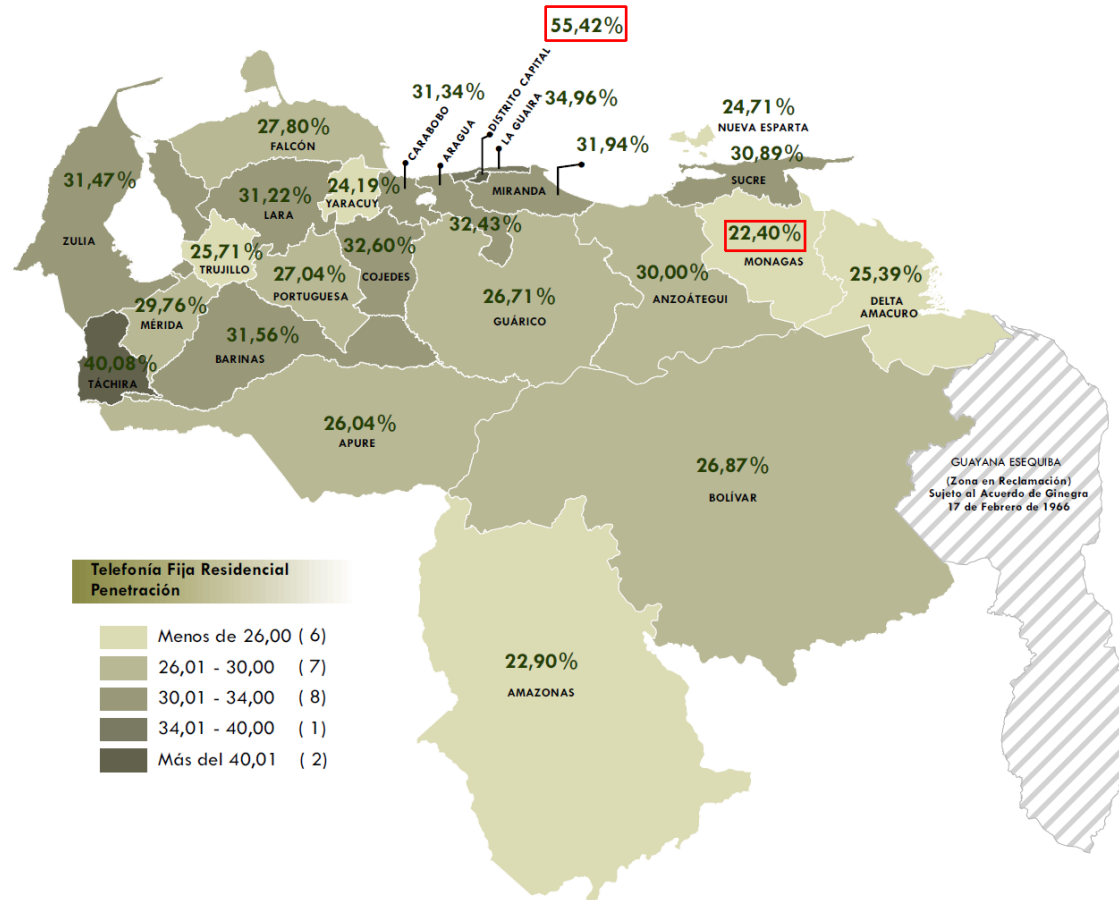 55,42%
DISTRITO CAPITAL
31,34%
CARABOBO
ARAGUA
LA GUAIRA
34,96%
24,71%
NUEVA ESPARTA
27,80%
FALCÓN
31,94%
30,89%
SUCRE
31,47%
ZULIA
31,22%
LARA
24,19%
YARACUY
MIRANDA
32,43%
22,40%
MONAGAS
25,71%
TRUJILLO
32,60%
COJEDES
27,04%
PORTUGUESA
30,00%
ANZOÁTEGUI
25,39%
DELTA
AMACURO
29,76%
MÉRIDA
26,71%
GUÁRICO
31,56%
BARINAS
40,08%
TÁCHIRA
26,04%
APURE
26,87%
BOLÍVAR
GUAYANA ESEQUIBA
(Zona en Reclamación)
Sujeto al Acuerdo de Ginegra
17 de Febrero de 1966
22,90%
AMAZONAS
Telefonía Fija Residencial
Penetración
Menos de 26,00 ( 6)
26,01 - 30,00 ( 7)
30,01 - 34,00 ( 8)
34,01 - 40,00 ( 1)
Más del 40,01 ( 2)